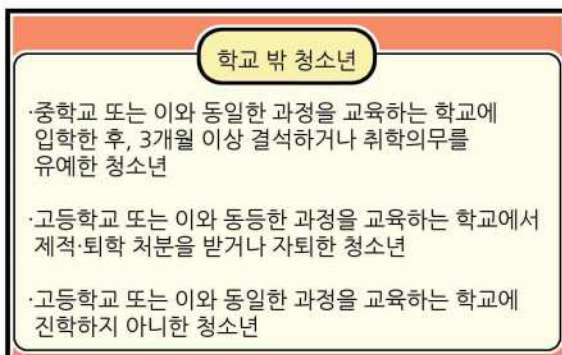 학교 밖 청소년
·중학교 또는 이와 동일한 과정을 교육하는 학교에
입학한 후, 3개월 이상 결석하거나 취학의무를
유예한 청소년
·고등학교 또는 이와 동등한 과정을 교육하는 학교에서
제적·퇴학 처분을 받거나 자퇴한 청소년
·고등학교 또는 이와 동일한 과정을 교육하는 학교에
진학하지 아니한 청소년